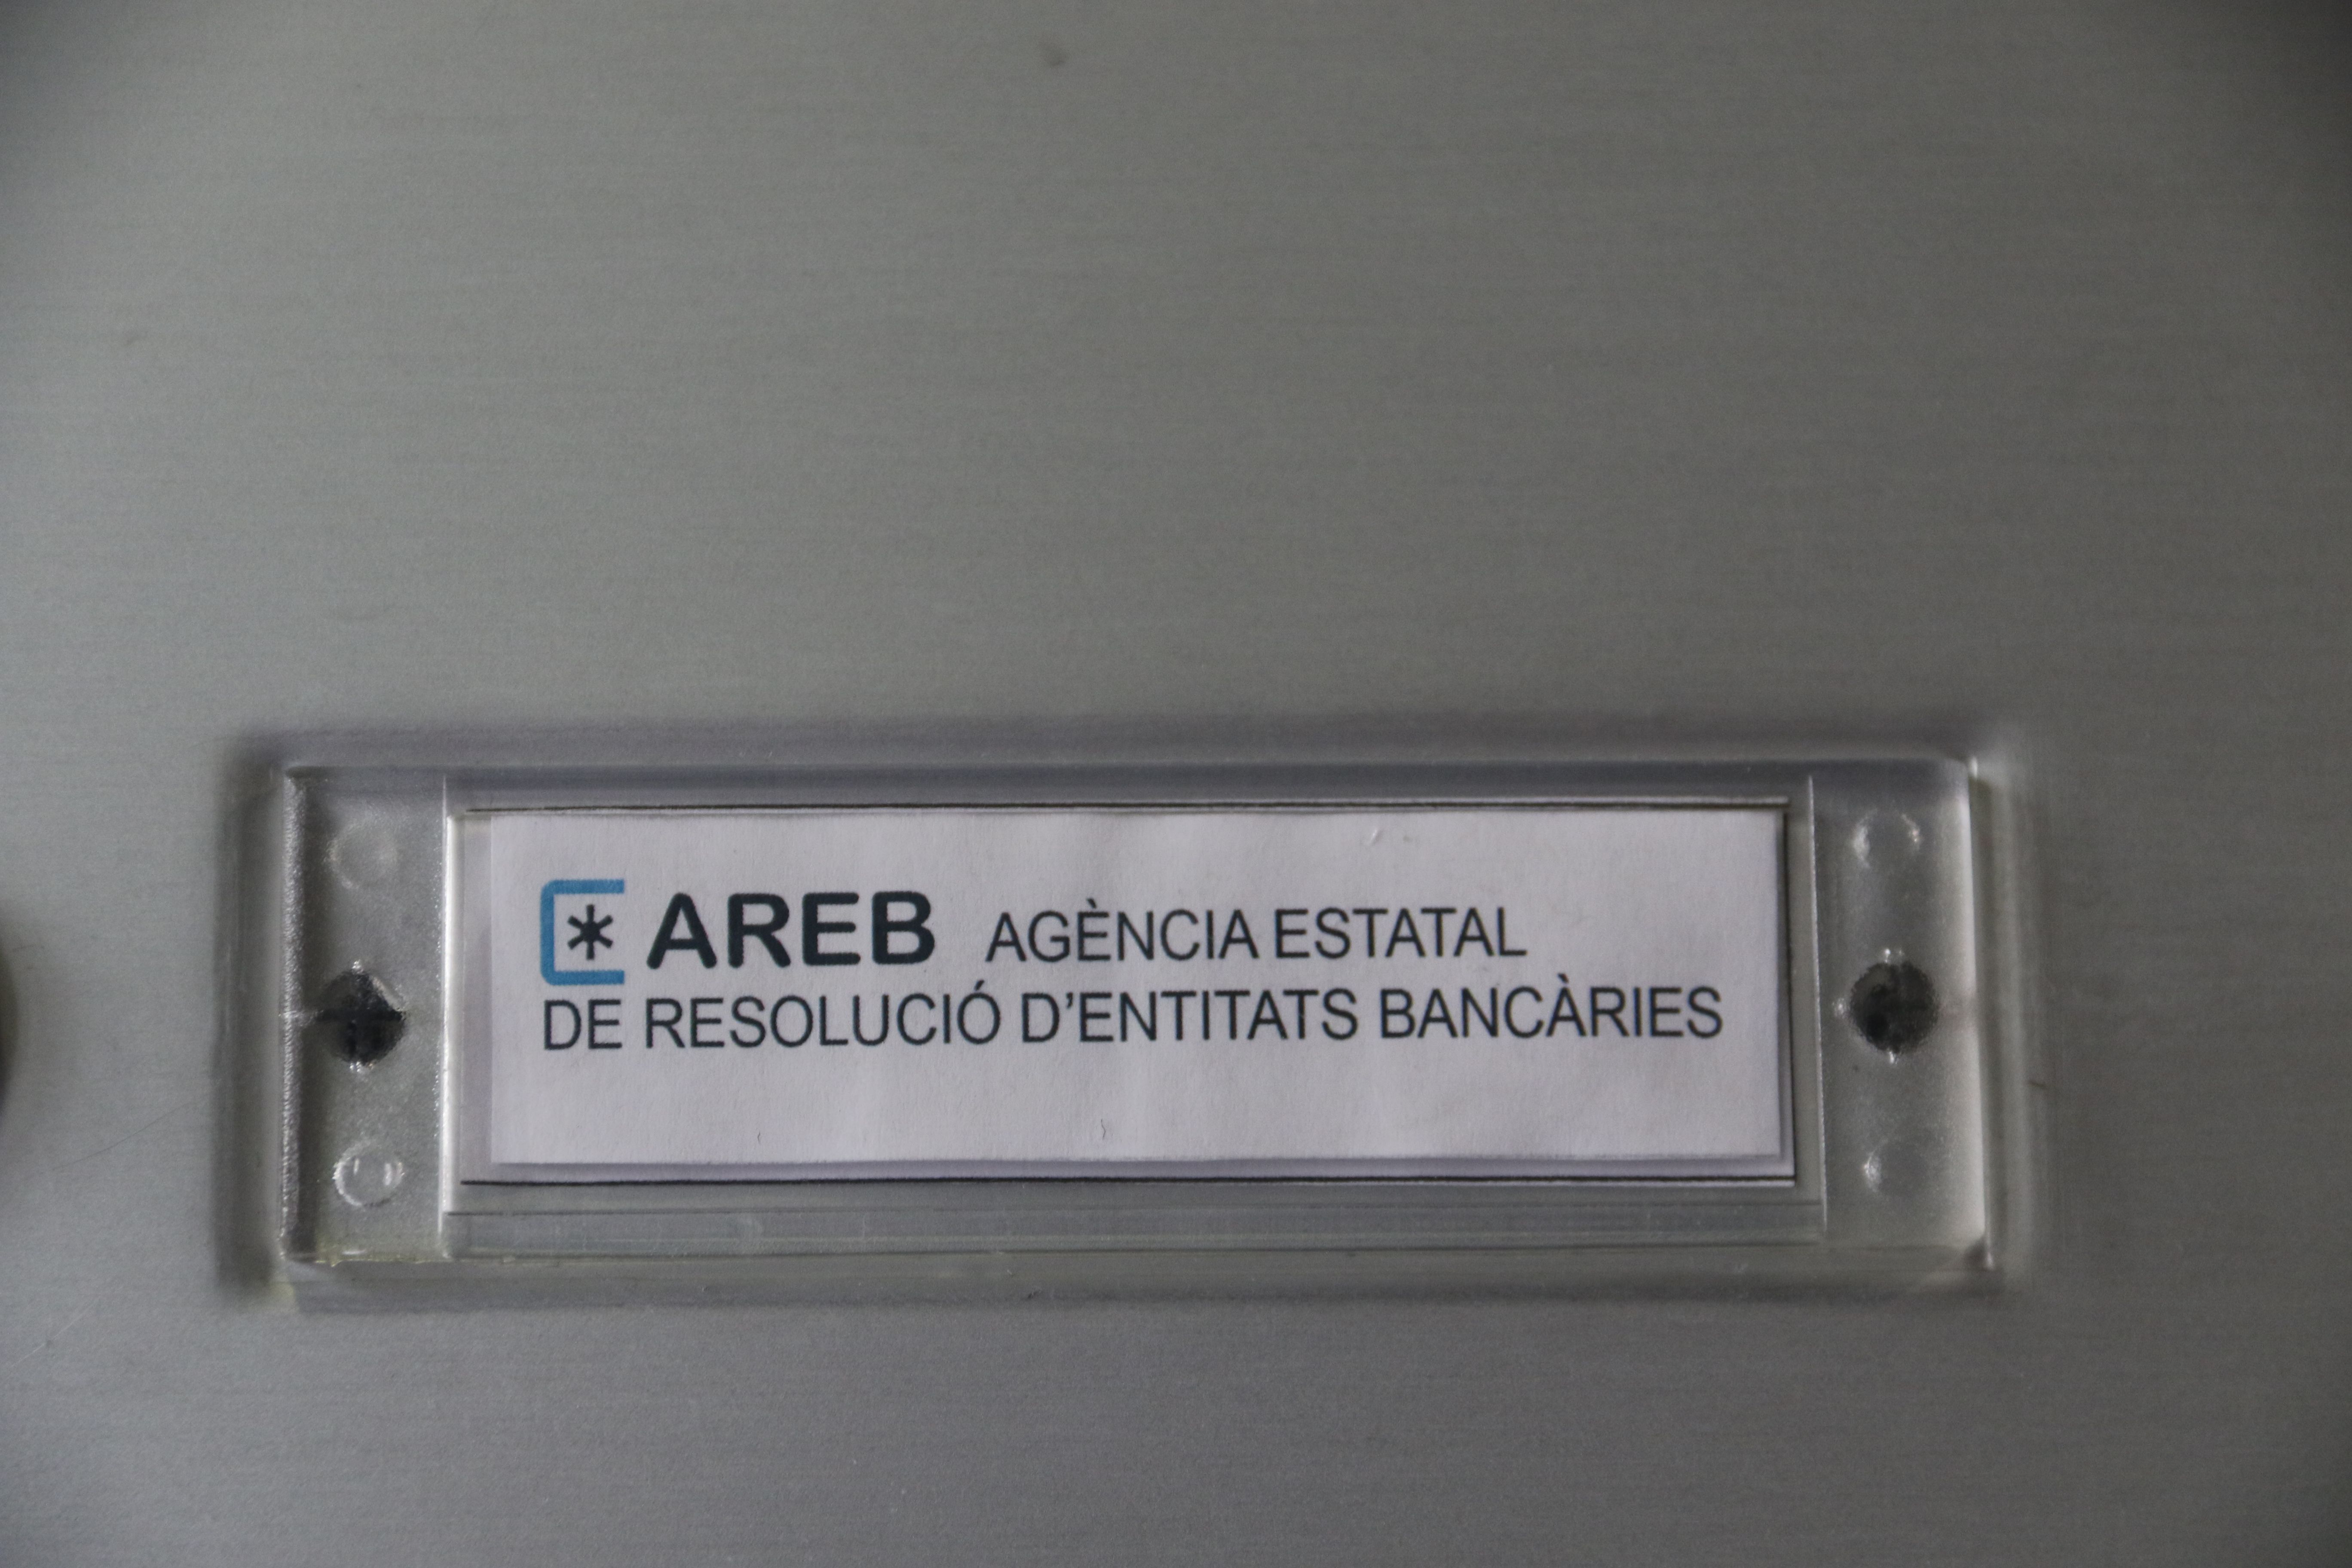 AREB AGÈNCIA ESTATAL
DE RESOLUCIÓ D'ENTITATS BANCÀRIES